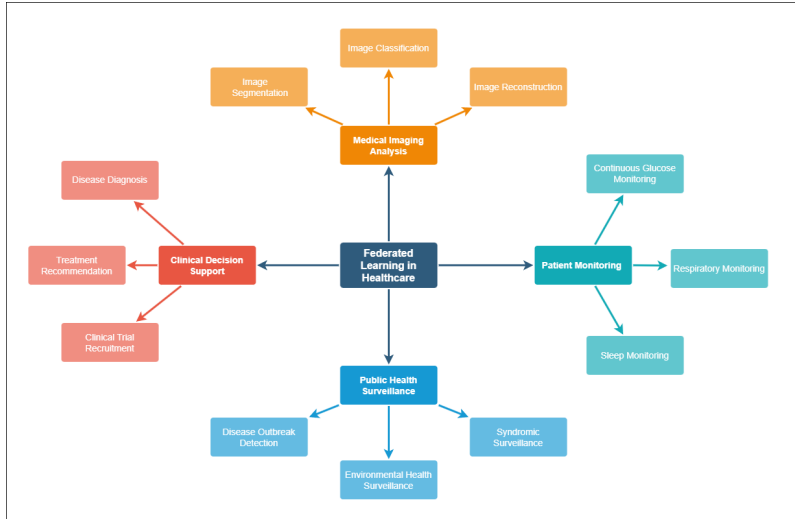 Image Classification
Image
Segmentation
Image Reconstruction
Medical Imaging
Analysis
Continuous Glucose
Monitoring
Disease Diagnosis
Treatment
Recommendation
Clinical Decision
Support
Federated
Learning in
Healthcare
Patient Monitoring
Respiratory Monitoring
Clinical Trial
Recruitment
Sleep Monitoring
Public Health
Surveillance
Disease Outbreak
Detection
Syndromic
Surveillance
Environmental Health
Surveillance